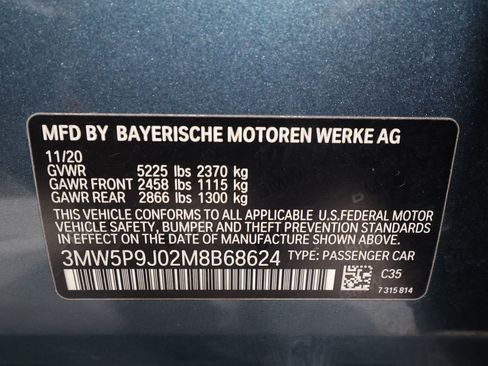 MFD BY BAYERISCHE MOTOREN WERKE AG
11/20
GVWR 5225 lbs 2370 kg
GAWR FRONT 2458 lbs 1115 kg
GAWR REAR 2866 lbs 1300 kg
THIS VEHICLE CONFORMS TO ALL APPLICABLE U.S.FEDERAL MOTOR
VEHICLE SAFETY, BUMPER AND THEFT PREVENTION STANDARDS IN
EFFECT ON THE DATE OF MANUFACTURE SHOWN ABOVE.
3MW5P9J02M8B68624 TYPE: PASSENGER CAR
C35
7 315 814